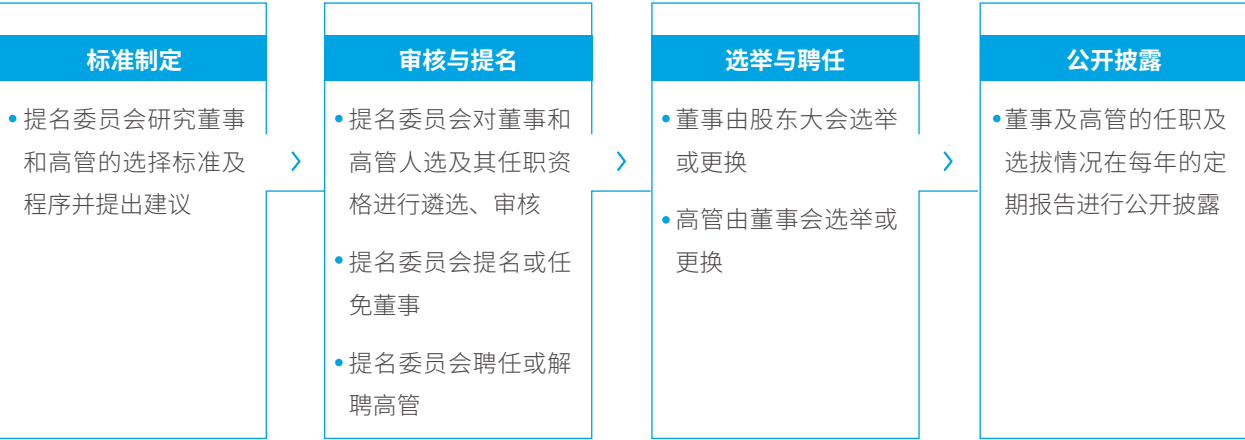 标准制定
• 提名委员会研究董事
和高管的选择标准及
程序并提出建议
审核与提名
• 提名委员会对董事和
高管人选及其任职资
格进行遴选、审核
• 提名委员会提名或任
免董事
• 提名委员会聘任或解
聘高管
选举与聘任
• 董事由股东大会选举
或更换
• 高管由董事会选举或
更换
公开披露
• 董事及高管的任职及
选拔情况在每年的定
期报告进行公开披露